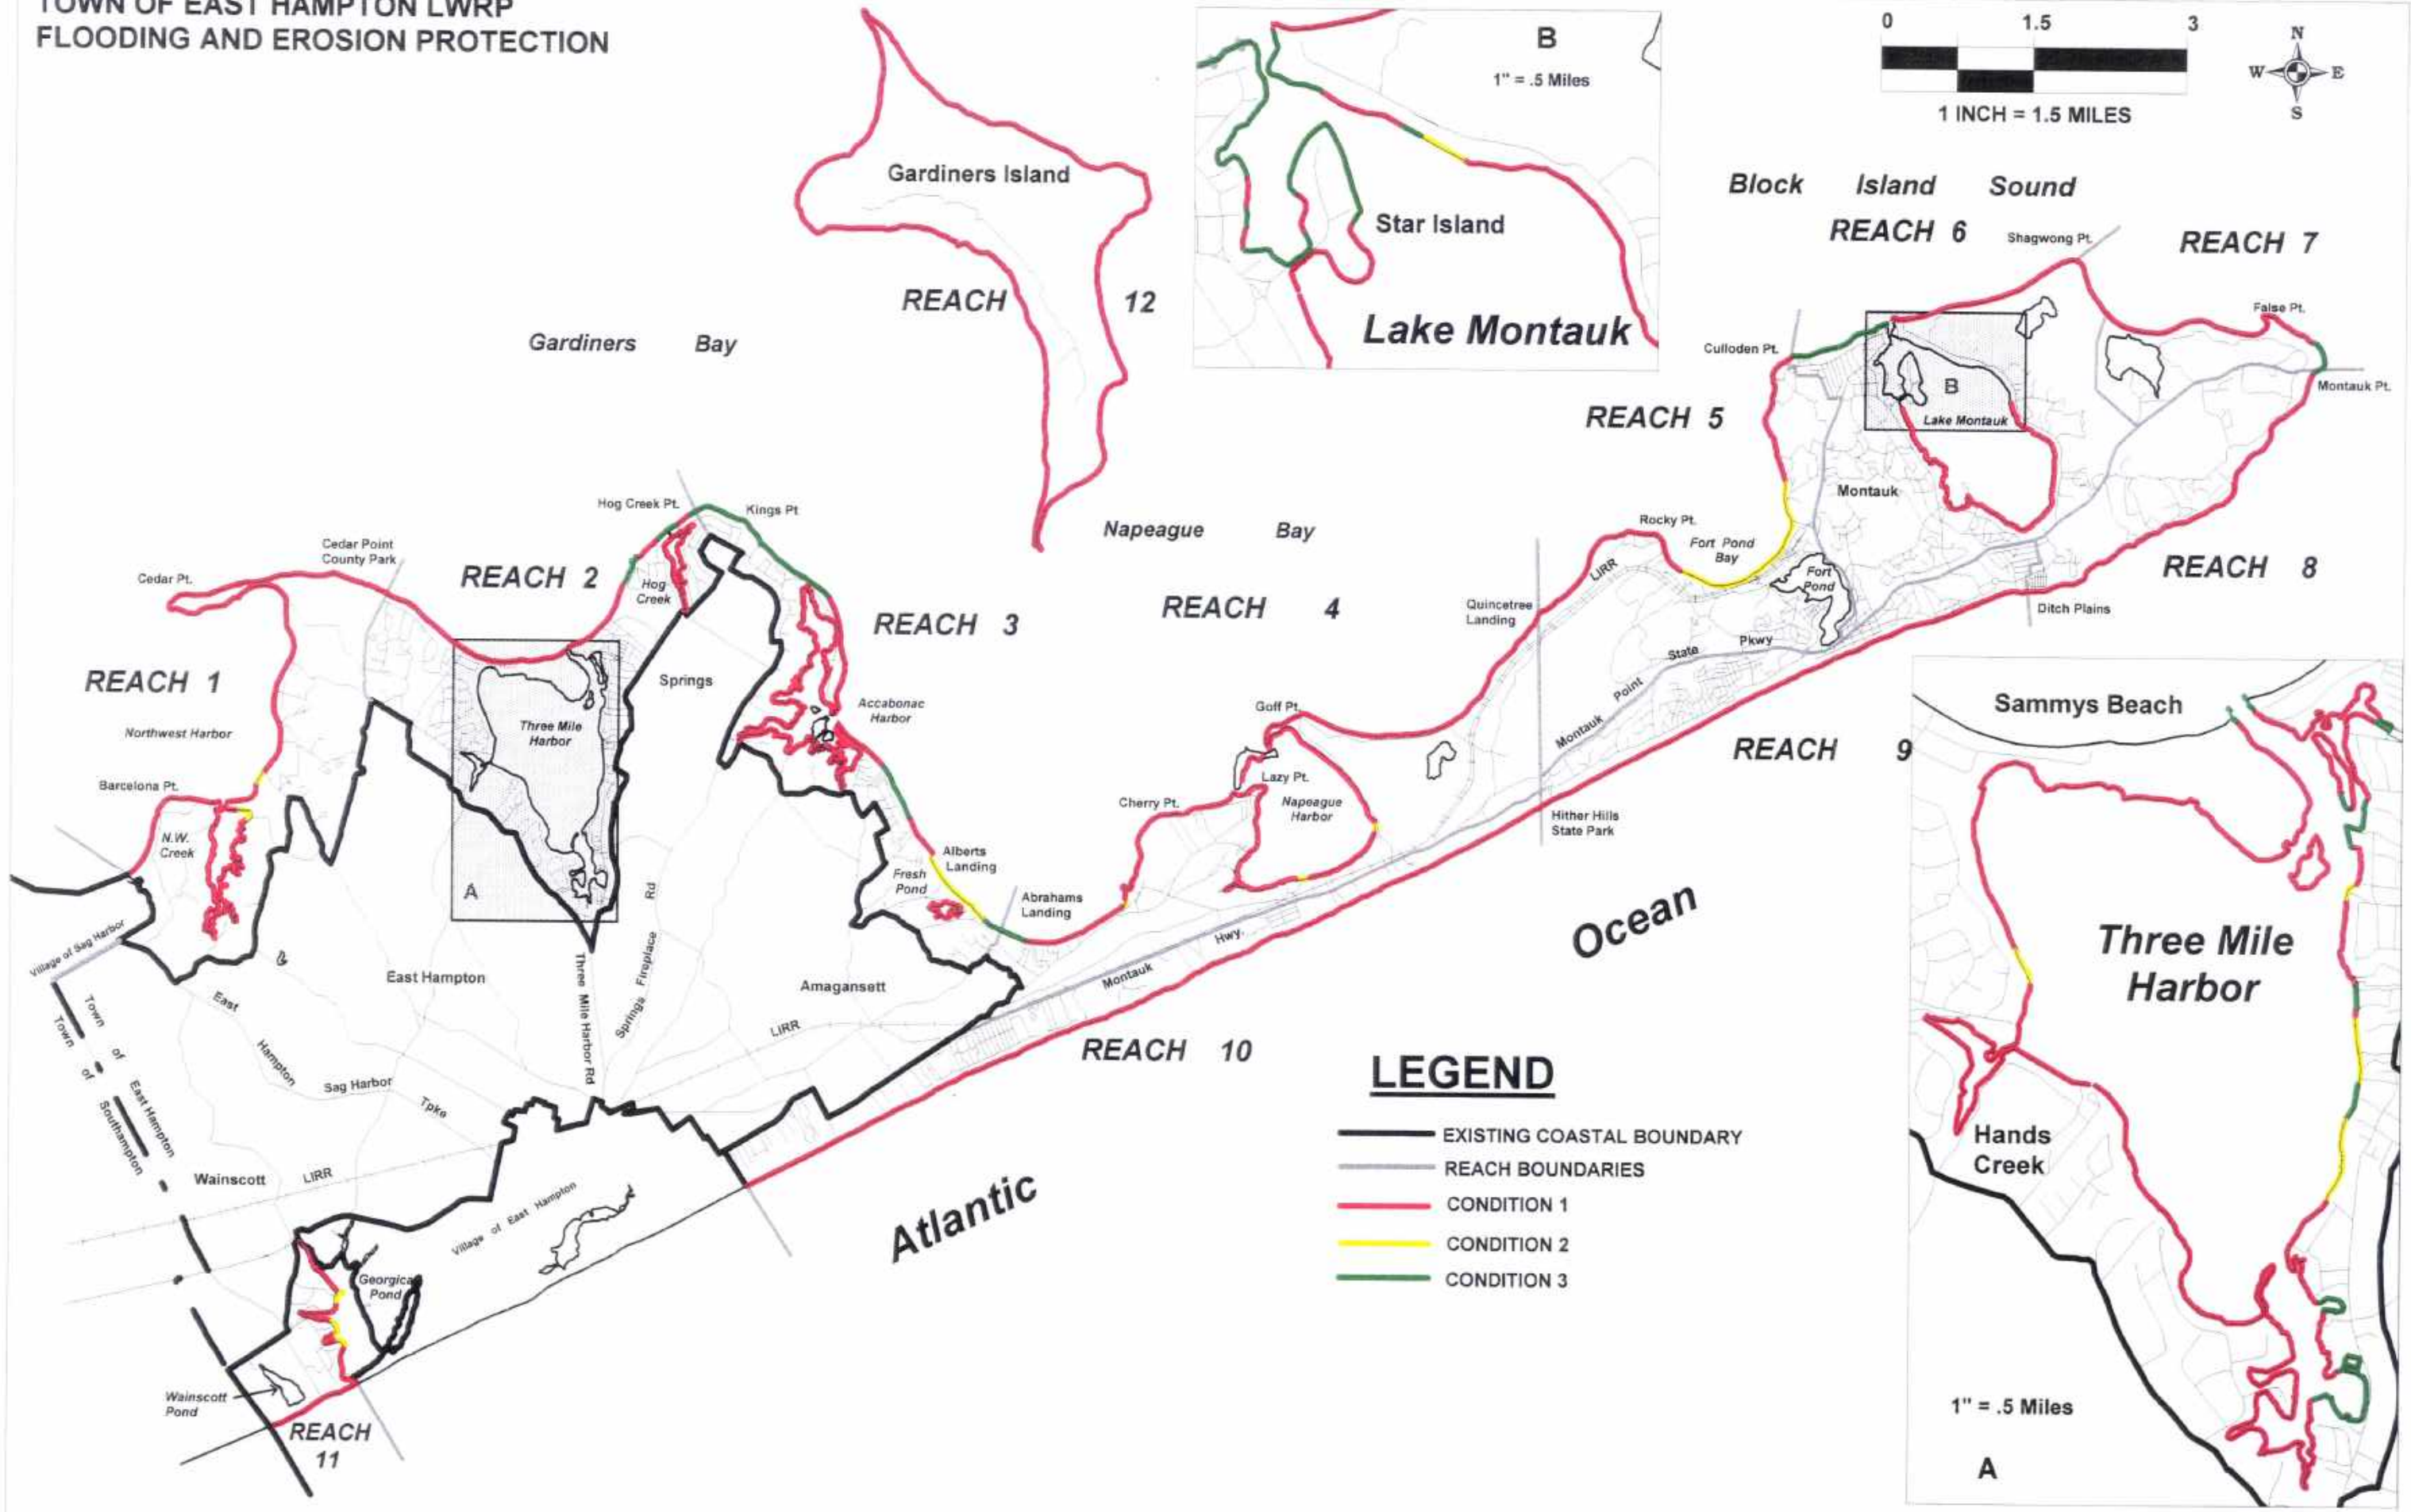 TOWN OF EAST HAMPTON LWRP
FLOODING AND EROSION PROTECTION
B
1" = .5 Miles
Star Island
Lake Montauk
0 1.5 3
1 INCH = 1.5 MILES
N
W E
S
Gardiners Island
REACH 12
Gardiners Bay
Block Island Sound
REACH 6
Shagwong Pt.
REACH 7
False Pt.
Culloden Pt.
Montauk Pt.
B
Lake Montauk
REACH 5
Montauk
Hog Creek Pt.
Kings Pt
Napeague Bay
Rocky Pt.
Fort Pond
Bay
LIRR
Fort
Pond
REACH 8
Cedar Point
County Park
Cedar Pt.
REACH 2
Hog
Creek
REACH 3
REACH 4
Quincetree
Landing
Ditch Plains
Montauk Point State Pkwy
REACH 1
Springs
Accabonac
Harbor
Three Mile
Harbor
Northwest Harbor
Goff Pt.
REACH 9
Barcelona Pt.
Lazy Pt.
Cherry Pt.
Napeague
Harbor
Hither Hills
State Park
N.W.
Creek
A
Alberts
Landing
Fresh
Pond
Abrahams
Landing
Village of Sag Harbor
Three Mile Harbor Rd
Springs Fireplace Rd
East Hampton
Amagansett
Montauk Hwy.
Atlantic Ocean
Town of East Hampton
Town of Southampton
East Hampton Sag Harbor Tpke
LIRR
REACH 10
Wainscott
LIRR
Village of East Hampton
Georgica
Pond
Wainscott
Pond
REACH
11
LEGEND
EXISTING COASTAL BOUNDARY
REACH BOUNDARIES
CONDITION 1
CONDITION 2
CONDITION 3
Sammys Beach
Three Mile
Harbor
Hands
Creek
1" = .5 Miles
A